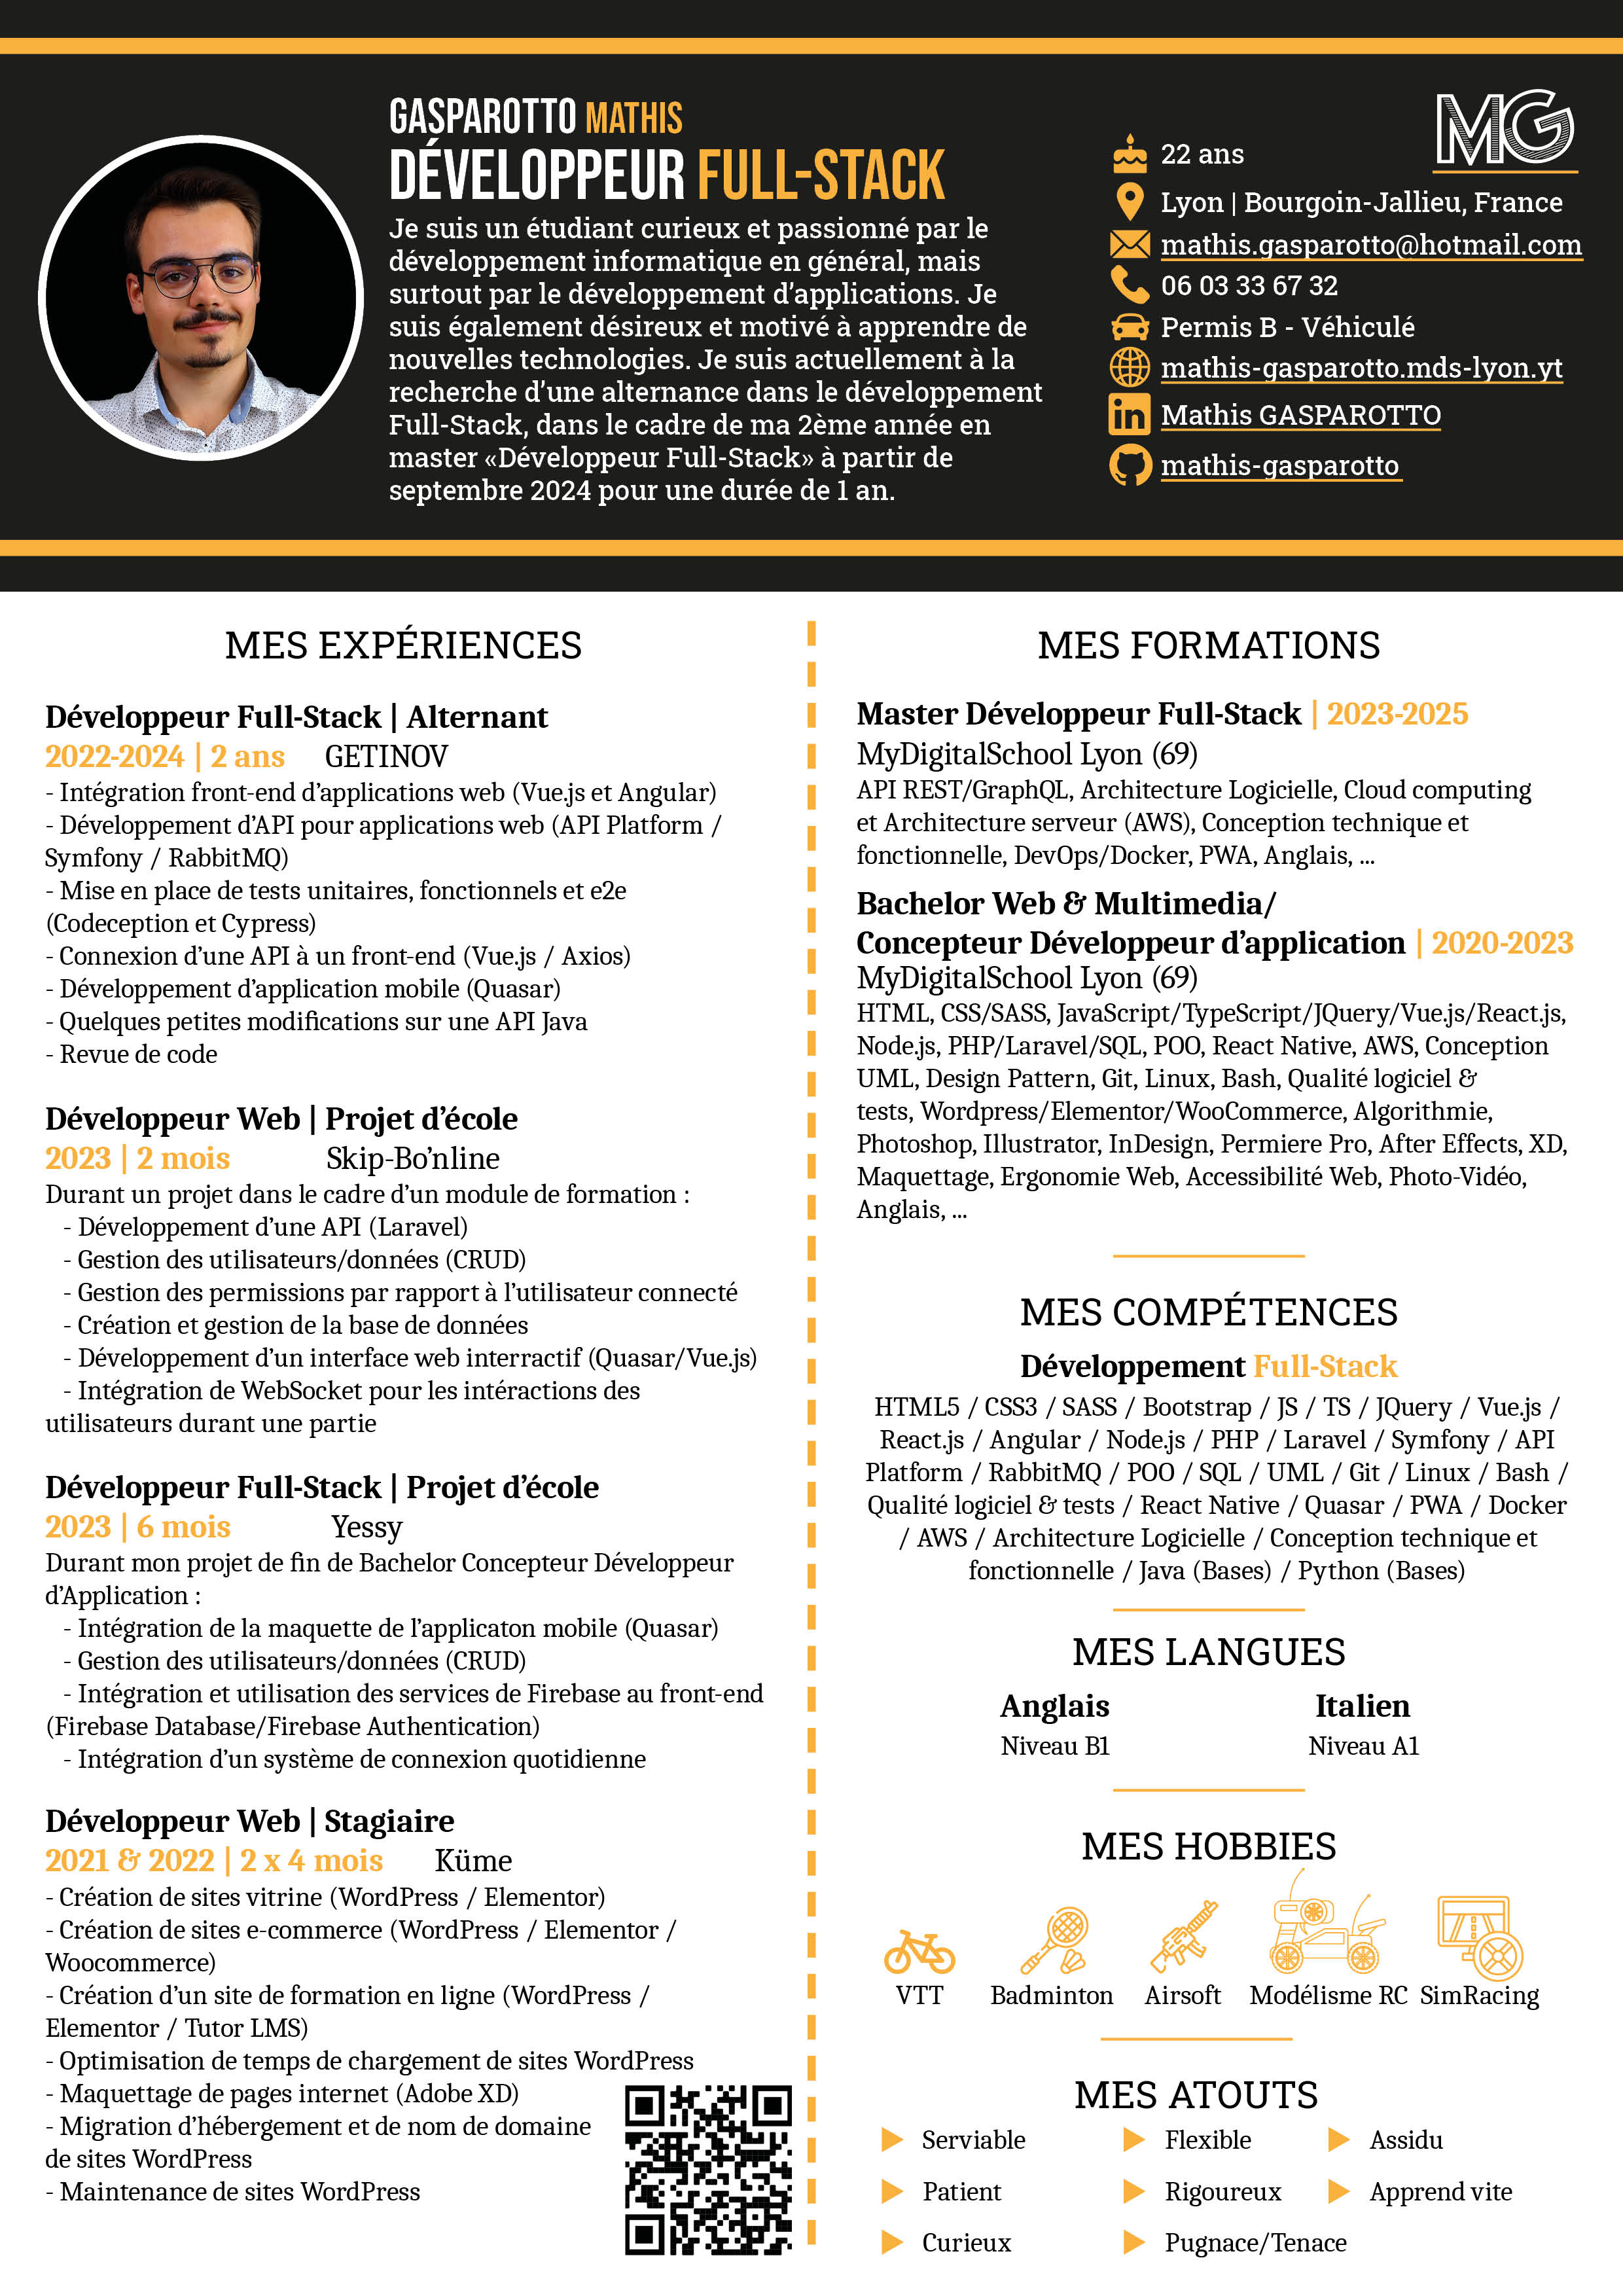 GASPAROTTO MATHIS
DÉVELOPPEUR FULL-STACK
Je suis un étudiant curieux et passionné par le
développement informatique en général, mais
surtout par le développement d'applications. Je
suis également désireux et motivé à apprendre de
nouvelles technologies. Je suis actuellement à la
recherche d'une alternance dans le développement
Full-Stack, dans le cadre de ma 2ème année en
master «Développeur Full-Stack» à partir de
septembre 2024 pour une durée de 1 an.
MG
22 ans
Lyon | Bourgoin-Jallieu, France
mathis.gasparotto@hotmail.com
06 03 33 67 32
Permis B - Véhiculé
mathis-gasparotto.mds-lyon.yt
Mathis GASPAROTTO
mathis-gasparotto
MES EXPÉRIENCES
Développeur Full-Stack | Alternant
2022-2024 | 2 ans GETINOV
- Intégration front-end d'applications web (Vue.js et Angular)
- Développement d'API pour applications web (API Platform /
Symfony / RabbitMQ)
- Mise en place de tests unitaires, fonctionnels et e2e
(Codeception et Cypress)
- Connexion d'une API à un front-end (Vue.js / Axios)
- Développement d'application mobile (Quasar)
- Quelques petites modifications sur une API Java
- Revue de code
Développeur Web | Projet d'école
2023 | 2 mois Skip-Bo'nline
Durant un projet dans le cadre d'un module de formation :
- Développement d'une API (Laravel)
- Gestion des utilisateurs/données (CRUD)
- Gestion des permissions par rapport à l'utilisateur connecté
- Création et gestion de la base de données
- Développement d'un interface web interractif (Quasar/Vue.js)
- Intégration de WebSocket pour les intéractions des
utilisateurs durant une partie
Développeur Full-Stack | Projet d'école
2023 | 6 mois Yessy
Durant mon projet de fin de Bachelor Concepteur Développeur
d'Application :
- Intégration de la maquette de l'applicaton mobile (Quasar)
- Gestion des utilisateurs/données (CRUD)
- Intégration et utilisation des services de Firebase au front-end
(Firebase Database/Firebase Authentication)
- Intégration d'un système de connexion quotidienne
Développeur Web | Stagiaire
2021 & 2022 | 2 x 4 mois Küme
- Création de sites vitrine (WordPress / Elementor)
- Création de sites e-commerce (WordPress / Elementor /
Woocommerce)
- Création d'un site de formation en ligne (WordPress /
Elementor / Tutor LMS)
- Optimisation de temps de chargement de sites WordPress
- Maquettage de pages internet (Adobe XD)
- Migration d'hébergement et de nom de domaine
de sites WordPress
- Maintenance de sites WordPress
MES FORMATIONS
Master Développeur Full-Stack | 2023-2025
MyDigitalSchool Lyon (69)
API REST/GraphQL, Architecture Logicielle, Cloud computing
et Architecture serveur (AWS), Conception technique et
fonctionnelle, DevOps/Docker, PWA, Anglais, ...
Bachelor Web & Multimedia/
Concepteur Développeur d'application | 2020-2023
MyDigitalSchool Lyon (69)
HTML, CSS/SASS, JavaScript/TypeScript/JQuery/Vue.js/React.js,
Node.js, PHP/Laravel/SQL, POO, React Native, AWS, Conception
UML, Design Pattern, Git, Linux, Bash, Qualité logiciel &
tests, Wordpress/Elementor/WooCommerce, Algorithmie,
Photoshop, Illustrator, InDesign, Permiere Pro, After Effects, XD,
Maquettage, Ergonomie Web, Accessibilité Web, Photo-Vidéo,
Anglais, ...
MES COMPÉTENCES
Développement Full-Stack
HTML5 / CSS3 / SASS / Bootstrap / JS / TS / JQuery / Vue.js /
React.js / Angular / Node.js / PHP / Laravel / Symfony / API
Platform / RabbitMQ / POO / SQL / UML / Git / Linux / Bash /
Qualité logiciel & tests / React Native / Quasar / PWA / Docker
/ AWS / Architecture Logicielle / Conception technique et
fonctionnelle / Java (Bases) / Python (Bases)
MES LANGUES
Anglais Italien
Niveau B1 Niveau A1
MES HOBBIES
VTT Badminton Airsoft Modélisme RC SimRacing
MES ATOUTS
Serviable Flexible Assidu
Patient Rigoureux Apprend vite
Curieux Pugnace/Tenace